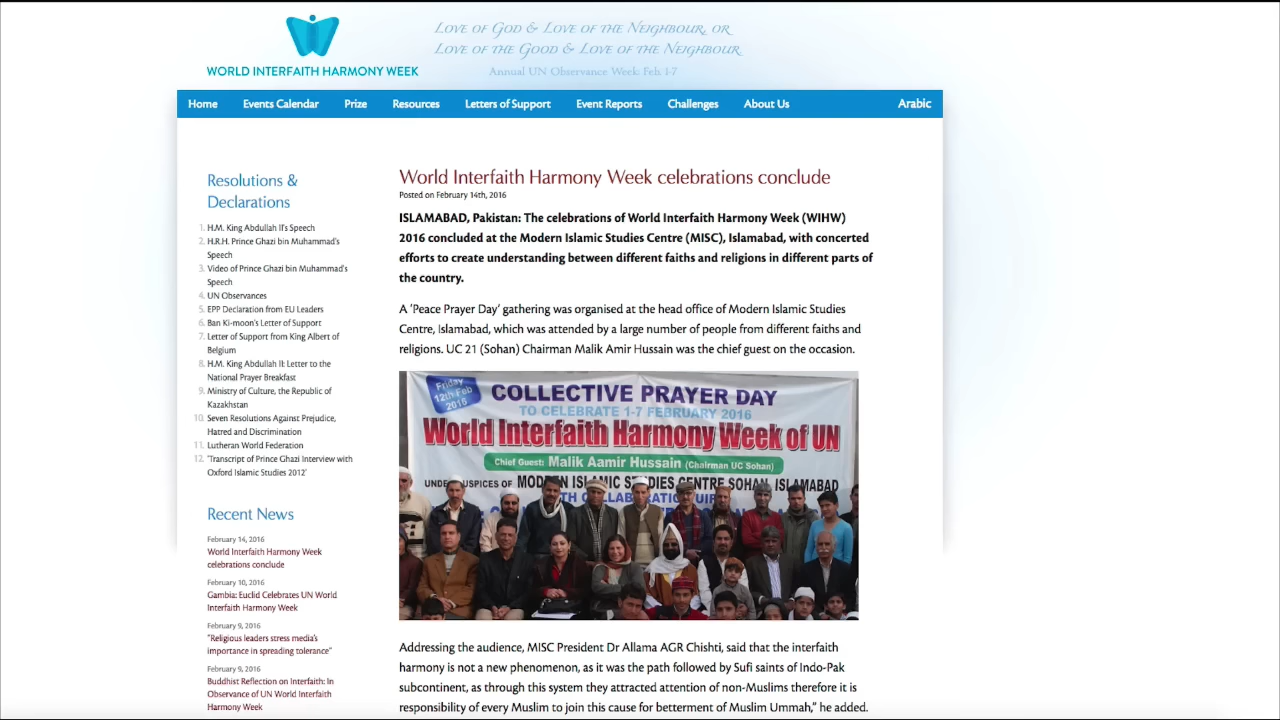 LOVE OF GOD & LOVE OF THE NEIGHBOUR, OR
LOVE OF THE GOOD & LOVE OF THE NEIGHBOUR
Annual UN Observance Week: Feb, 1-7
WORLD INTERFAITH HARMONY WEEK
Home Events Calendar Prize Resources Letters of Support Event Reports Challenges About Us Arabic
Resolutions &
Declarations
1. H.M. King Abdullah II's Speech
2. H.R.H. Prince Ghazi bin Muhammad's
Speech
3. Video of Prince Ghazi bin Muhammad's
Speech
4. UN Observances
5. EPP Declaration from EU Leaders
6. Ban Ki-moon's Letter of Support
7. Letter of Support from King Albert of
Belgium
8. H.M. King Abdullah II: Letter to the
National Prayer Breakfast
9. Ministry of Culture, the Republic of
Kazakhstan
10. Seven Resolutions Against Prejudice,
Hatred and Discrimination
11. Lutheran World Federation
12. 'Transcript of Prince Ghazi Interview with
Oxford Islamic Studies 2012'
Recent News
February 14, 2016
World Interfaith Harmony Week
celebrations conclude
February 10, 2016
Gambia: Euclid Celebrates UN World
Interfaith Harmony Week
February 9, 2016
"Religious leaders stress media's
importance in spreading tolerance"
February 9, 2016
Buddhist Reflection on Interfaith: In
Observance of UN World Interfaith
Harmony Week
World Interfaith Harmony Week celebrations conclude
Posted on February 14th, 2016
ISLAMABAD, Pakistan: The celebrations of World Interfaith Harmony Week (WIHW)
2016 concluded at the Modern Islamic Studies Centre (MISC), Islamabad, with concerted
efforts to create understanding between different faiths and religions in different parts of
the country.
A 'Peace Prayer Day' gathering was organised at the head office of Modern Islamic Studies
Centre, Islamabad, which was attended by a large number of people from different faiths and
religions. UC 21 (Sohan) Chairman Malik Amir Hussain was the chief guest on the occasion.
Friday
12th Feb
2016
COLLECTIVE PRAYER DAY
TO CELEBRATE 1-7 FEBRUARY 2016
World Interfaith Harmony Week of UN
Chief Guest: Malik Aamir Hussain (Chairman UC Sohan)
UNDER AUSPICES OF MODERN ISLAMIC STUDIES CENTRE SOHAN, ISLAMABAD
COLLABORATION
Addressing the audience, MISC President Dr Allama AGR Chishti, said that the interfaith
harmony is not a new phenomenon, as it was the path followed by Sufi saints of Indo-Pak
subcontinent, as through this system they attracted attention of non-Muslims therefore it is
responsibility of every Muslim to join this cause for betterment of Muslim Ummah," he added.